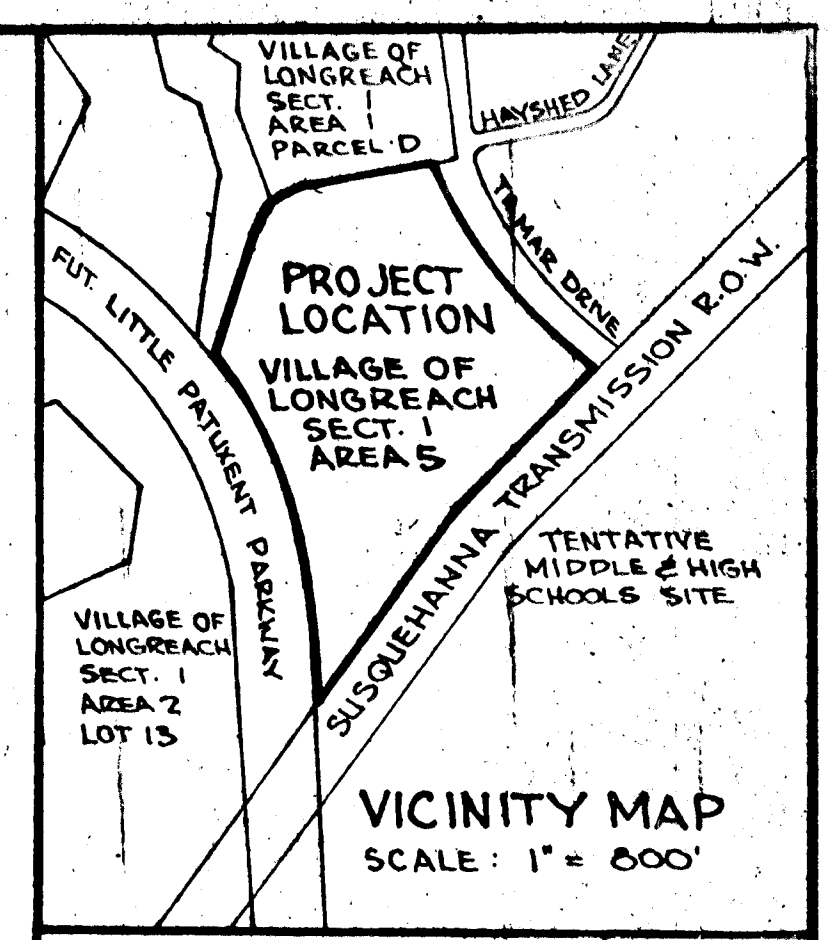 VILLAGE OF
LONGREACH
SECT. 1
AREA 1
PARCEL D
HAYSHED LANE
TAMAR DRIVE
FUT. LITTLE PATUXENT PARKWAY
PROJECT
LOCATION
VILLAGE OF
LONGREACH
SECT. 1
AREA 5
SUSQUEHANNA TRANSMISSION R.O.W.
TENTATIVE
MIDDLE & HIGH
SCHOOLS SITE
VILLAGE OF
LONGREACH
SECT. 1
AREA 2
LOT 13
VICINITY MAP
SCALE: 1" = 800'